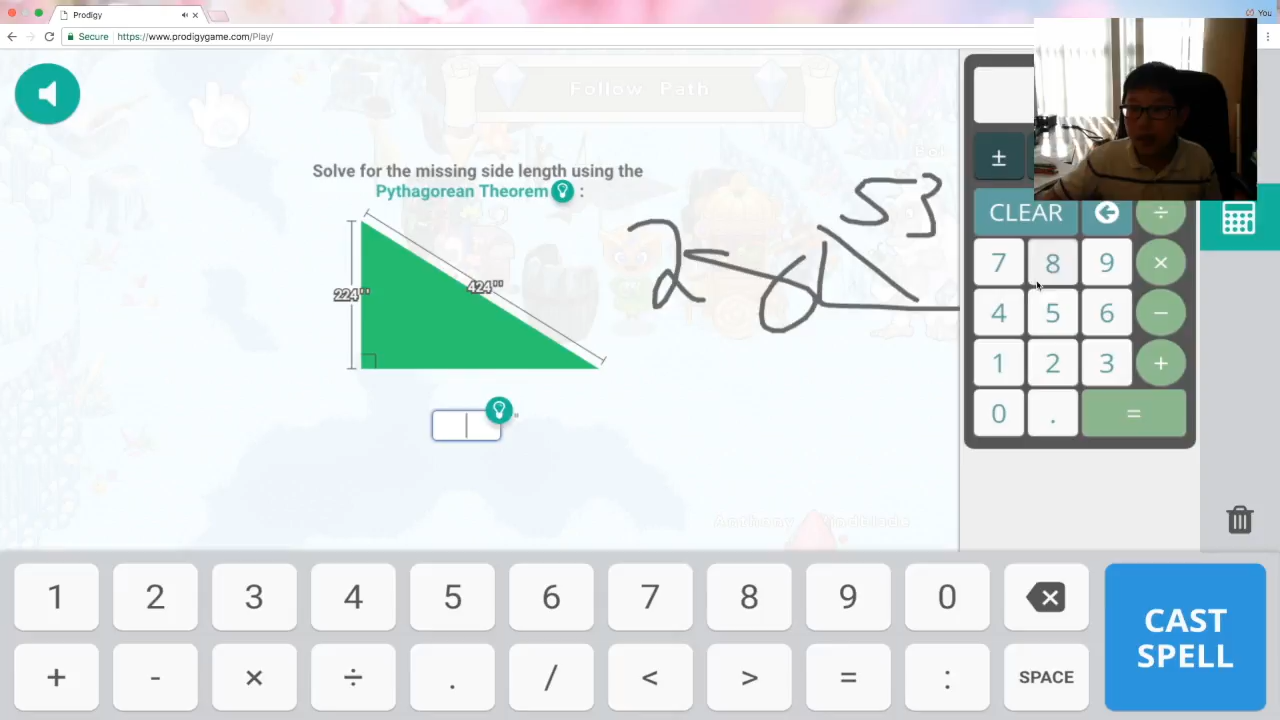 Prodigy
You
Secure https://www.prodigygame.com/Play/
Follow Path
Solve for the missing side length using the
Pythagorean Theorem :
224"
424"
"
53
±
CLEAR ÷
7 8 9 ×
4 5 6 −
1 2 3 +
0 . =
1 2 3 4 5 6 7 8 9 0
+ - × ÷ . / < > = : SPACE
CAST
SPELL